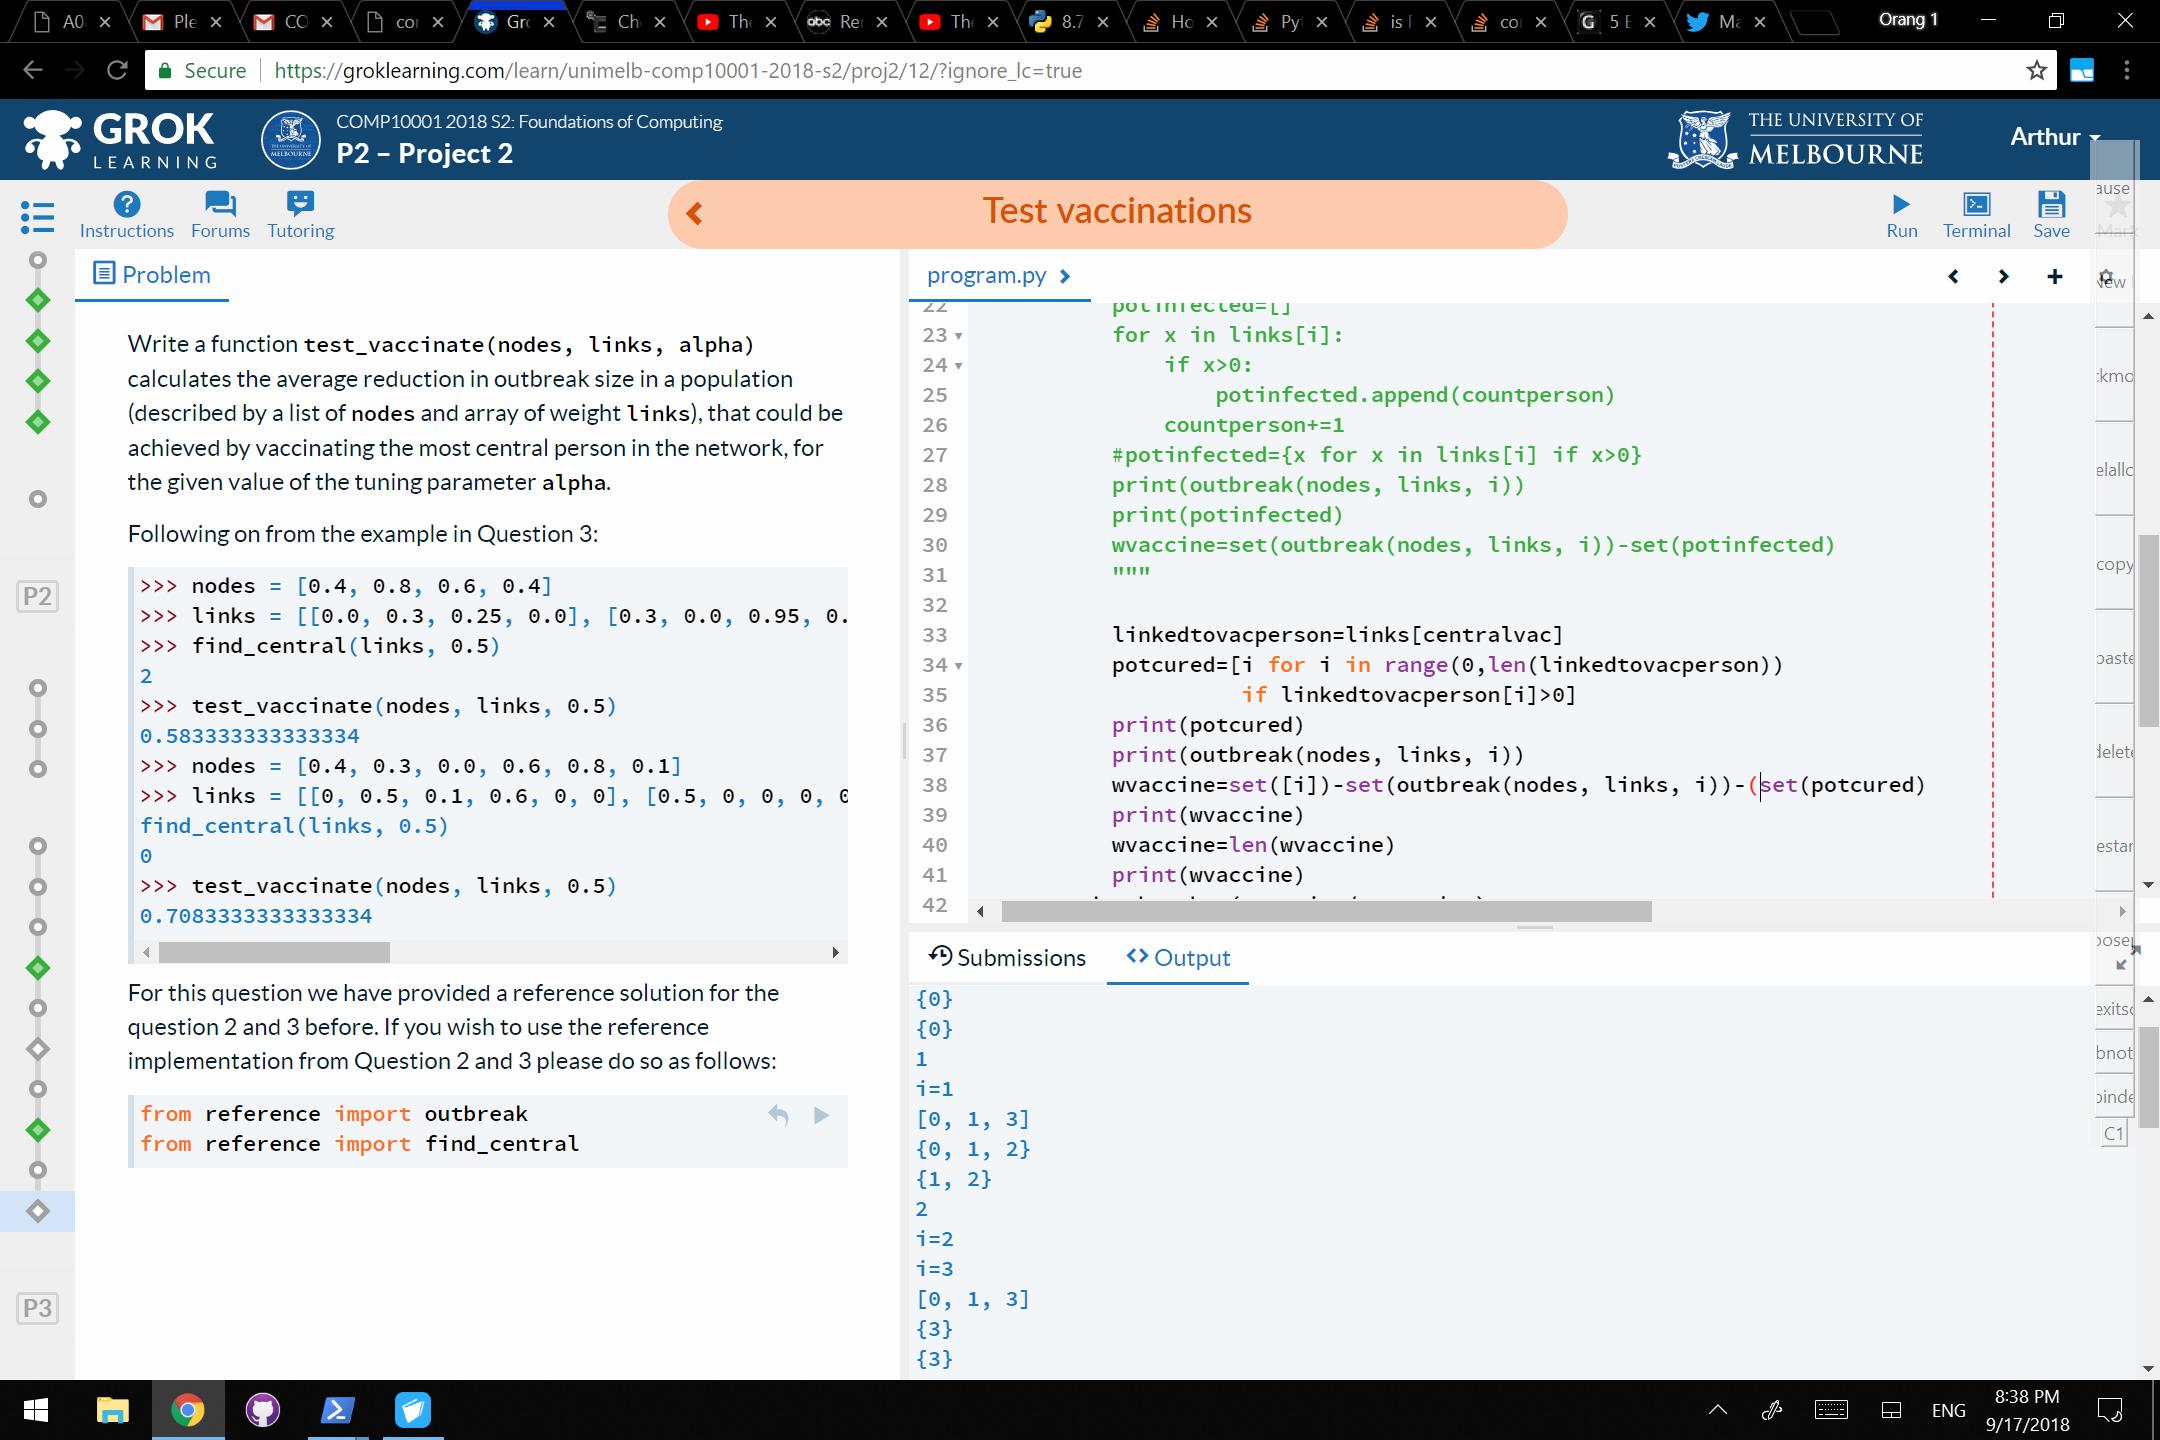 A0
Ple
CO
cor
Gro
Ch
The
Rer
The
8.7
Ho
Pyt
is
co
5 E
Ma
Orang 1
Secure
https://groklearning.com/learn/unimelb-comp10001-2018-s2/proj2/12/?ignore_lc=true
GROK
LEARNING
COMP10001 2018 S2: Foundations of Computing
P2 – Project 2
THE UNIVERSITY OF
MELBOURNE
Arthur
Instructions
Forums
Tutoring
Test vaccinations
Run
Terminal
Save
Mark
Problem
program.py
P2
P3
Write a function test_vaccinate(nodes, links, alpha)
calculates the average reduction in outbreak size in a population
(described by a list of nodes and array of weight links), that could be
achieved by vaccinating the most central person in the network, for
the given value of the tuning parameter alpha.
Following on from the example in Question 3:
>>> nodes = [0.4, 0.8, 0.6, 0.4]
>>> links = [[0.0, 0.3, 0.25, 0.0], [0.3, 0.0, 0.95, 0.
>>> find_central(links, 0.5)
2
>>> test_vaccinate(nodes, links, 0.5)
0.583333333333334
>>> nodes = [0.4, 0.3, 0.0, 0.6, 0.8, 0.1]
>>> links = [[0, 0.5, 0.1, 0.6, 0, 0], [0.5, 0, 0, 0, 0
find_central(links, 0.5)
0
>>> test_vaccinate(nodes, links, 0.5)
0.7083333333333334
For this question we have provided a reference solution for the
question 2 and 3 before. If you wish to use the reference
implementation from Question 2 and 3 please do so as follows:
from reference import outbreak
from reference import find_central
22 potinfected=[]
23 for x in links[i]:
24 if x>0:
25 potinfected.append(countperson)
26 countperson+=1
27 #potinfected={x for x in links[i] if x>0}
28 print(outbreak(nodes, links, i))
29 print(potinfected)
30 wvaccine=set(outbreak(nodes, links, i))-set(potinfected)
31 """
32
33 linkedtovacperson=links[centralvac]
34 potcured=[i for i in range(0,len(linkedtovacperson))
35 if linkedtovacperson[i]>0]
36 print(potcured)
37 print(outbreak(nodes, links, i))
38 wvaccine=set([i])-set(outbreak(nodes, links, i))-(set(potcured)
39 print(wvaccine)
40 wvaccine=len(wvaccine)
41 print(wvaccine)
42
Submissions
Output
{0}
{0}
1
i=1
[0, 1, 3]
{0, 1, 2}
{1, 2}
2
i=2
i=3
[0, 1, 3]
{3}
{3}
ause
New
kmo
elallc
copy
paste
delete
estar
exits
C1
ENG
8:38 PM
9/17/2018